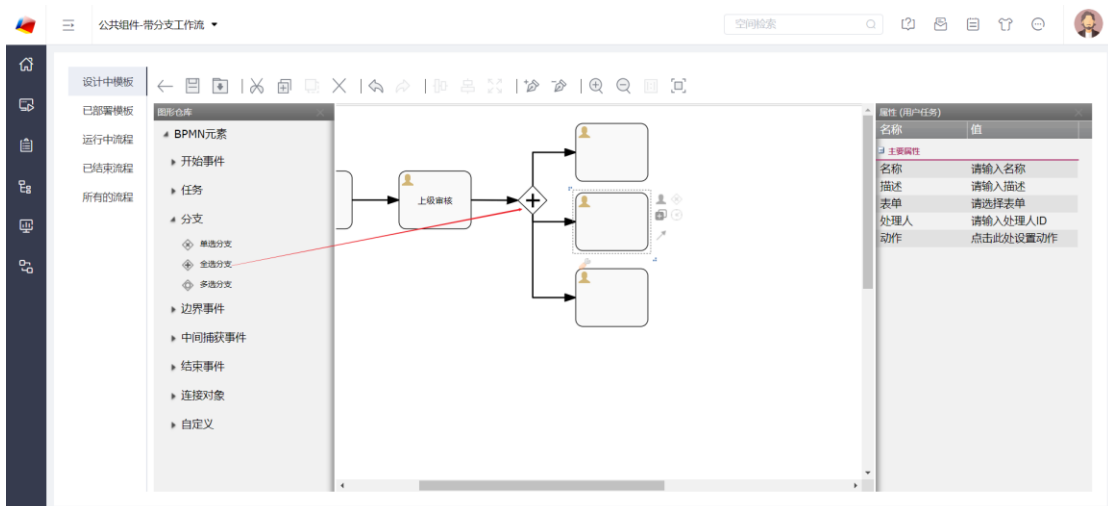 公共组件-带分支工作流
空间检索
设计中模板
已部署模板
运行中流程
已结束流程
所有的流程
图形仓库
BPMN元素
开始事件
任务
分支
单选分支
全选分支
多选分支
边界事件
中间捕获事件
结束事件
连接对象
自定义
上级审核
属性 (用户任务)
名称 值
主要属性
名称 请输入名称
描述 请输入描述
表单 请选择表单
处理人 请输入处理人ID
动作 点击此处设置动作